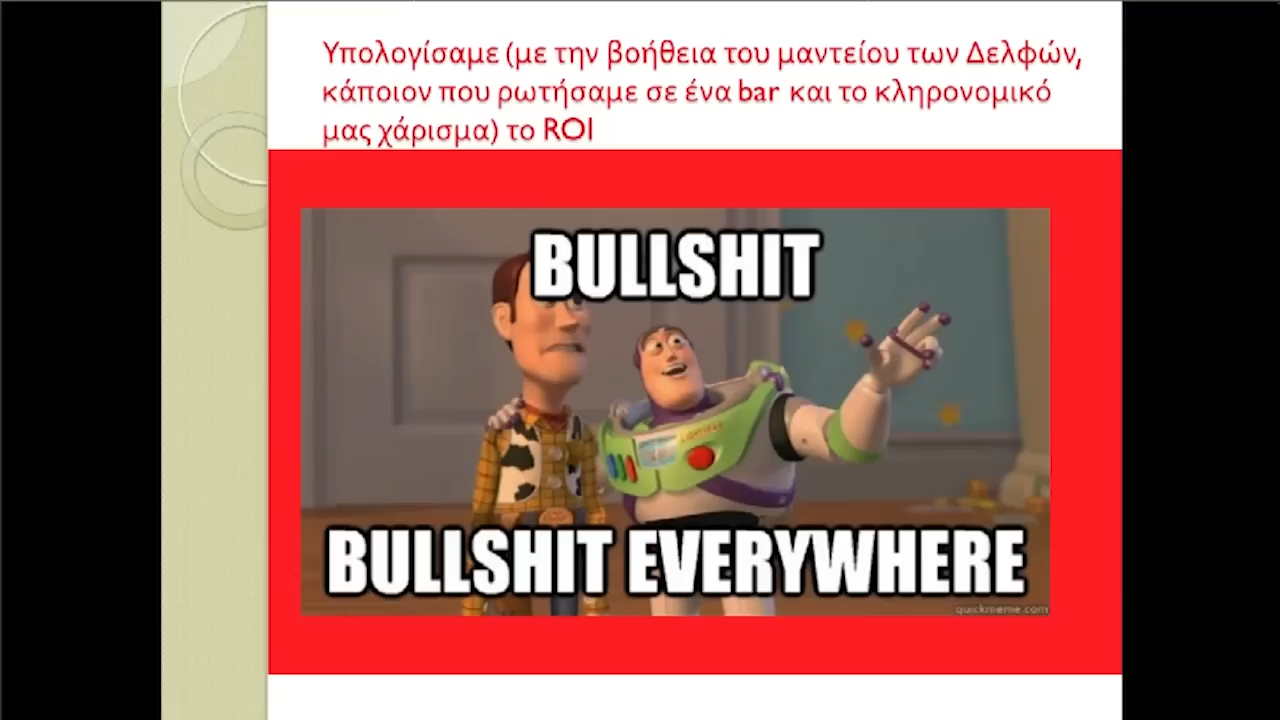 Υπολογίσαμε (με την βοήθεια του μαντείου των Δελφών,
κάποιον που ρωτήσαμε σε ένα bar και το κληρονομικό
μας χάρισμα) το ROI
BULLSHIT
LIGHTYEAR
BULLSHIT EVERYWHERE
quickmeme.com